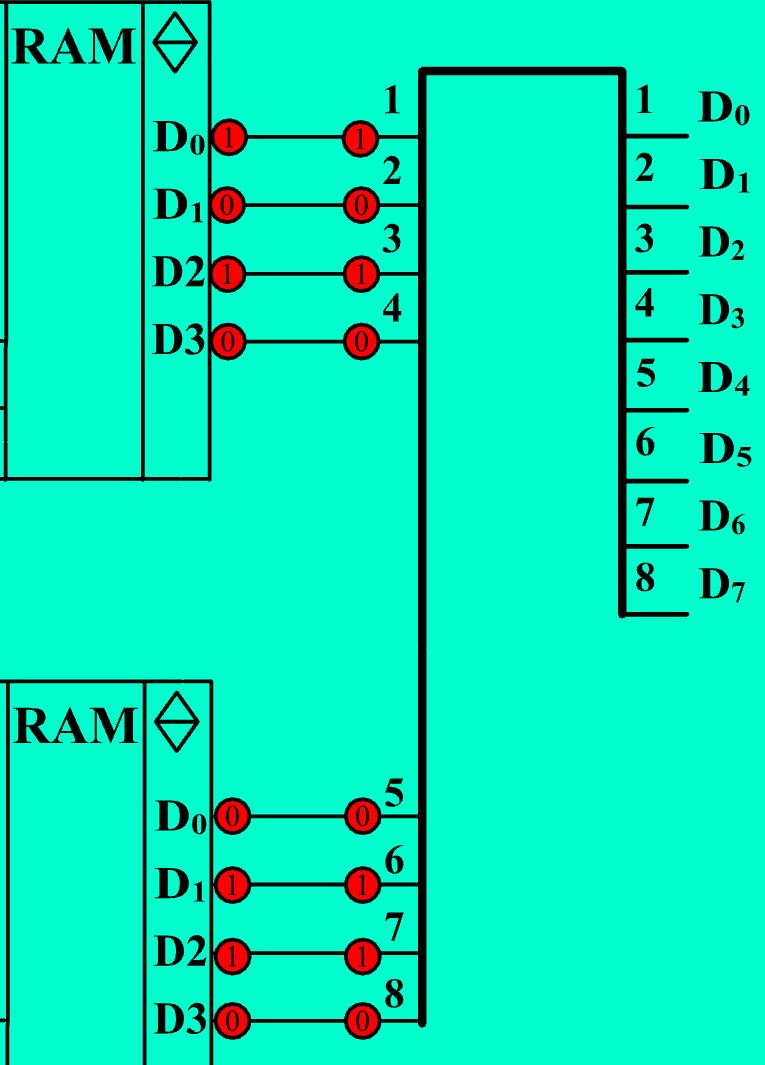 RAM
1 1 D₀
D₀ 1 1
2 2 D₁
D₁ 0 0
3 3 D₂
D2 1 1
4 4 D₃
D3 0 0
5 D₄
6 D₅
7 D₆
8 D₇
RAM
5
D₀ 0 0
6
D₁ 1 1
7
D2 1 1
8
D3 0 0